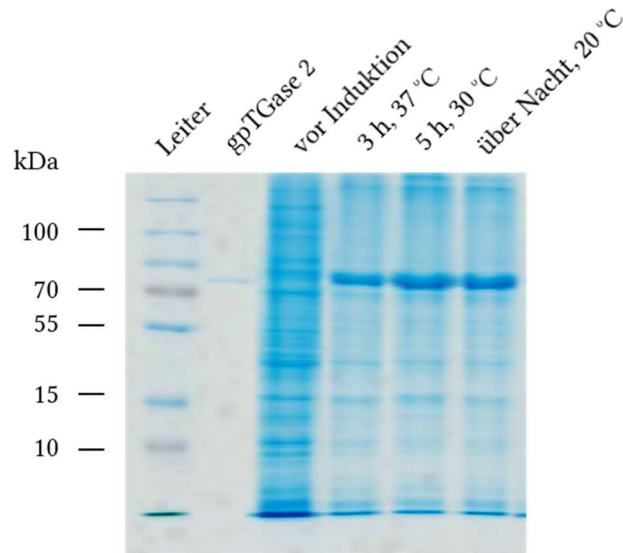 Leiter
gpTGase 2
vor Induktion
3 h, 37 °C
5 h, 30 °C
über Nacht, 20 °C
kDa
100
70
55
15
10